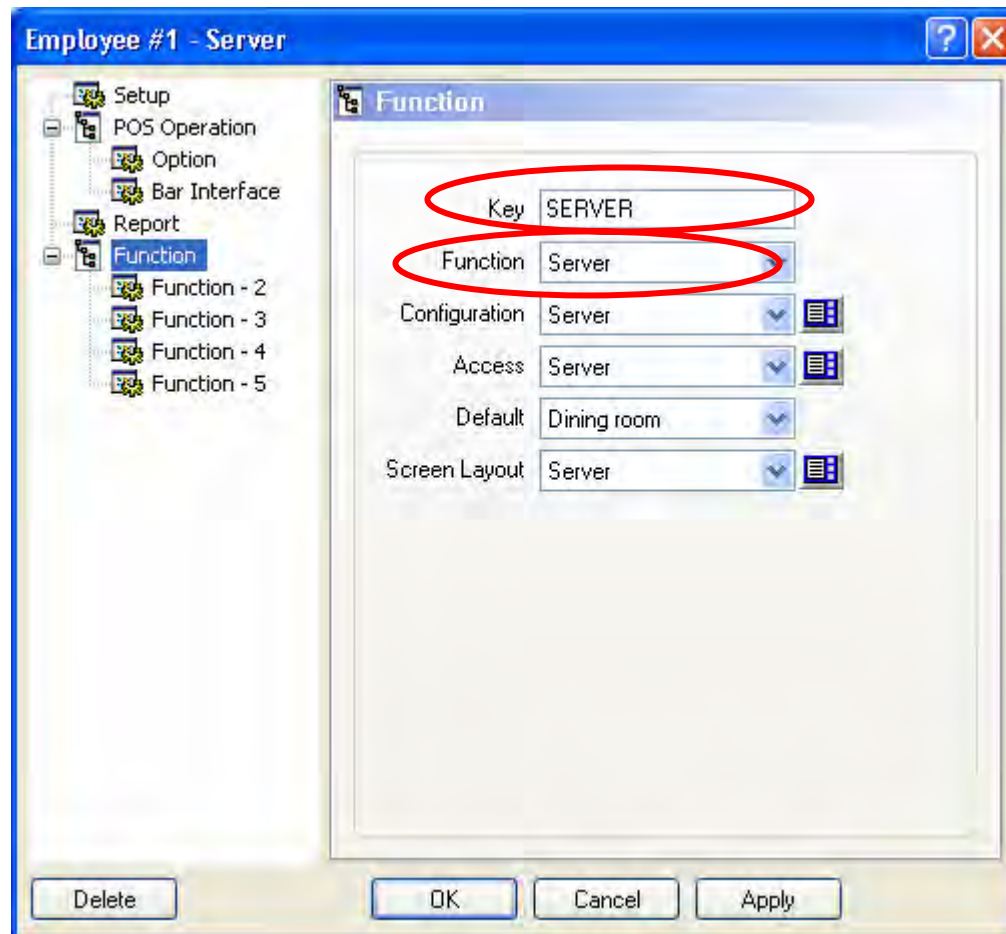 Employee #1 - Server
Setup
POS Operation
Option
Bar Interface
Report
Function
Function - 2
Function - 3
Function - 4
Function - 5
Function
Key SERVER
Function Server
Configuration Server
Access Server
Default Dining room
Screen Layout Server
Delete OK Cancel Apply